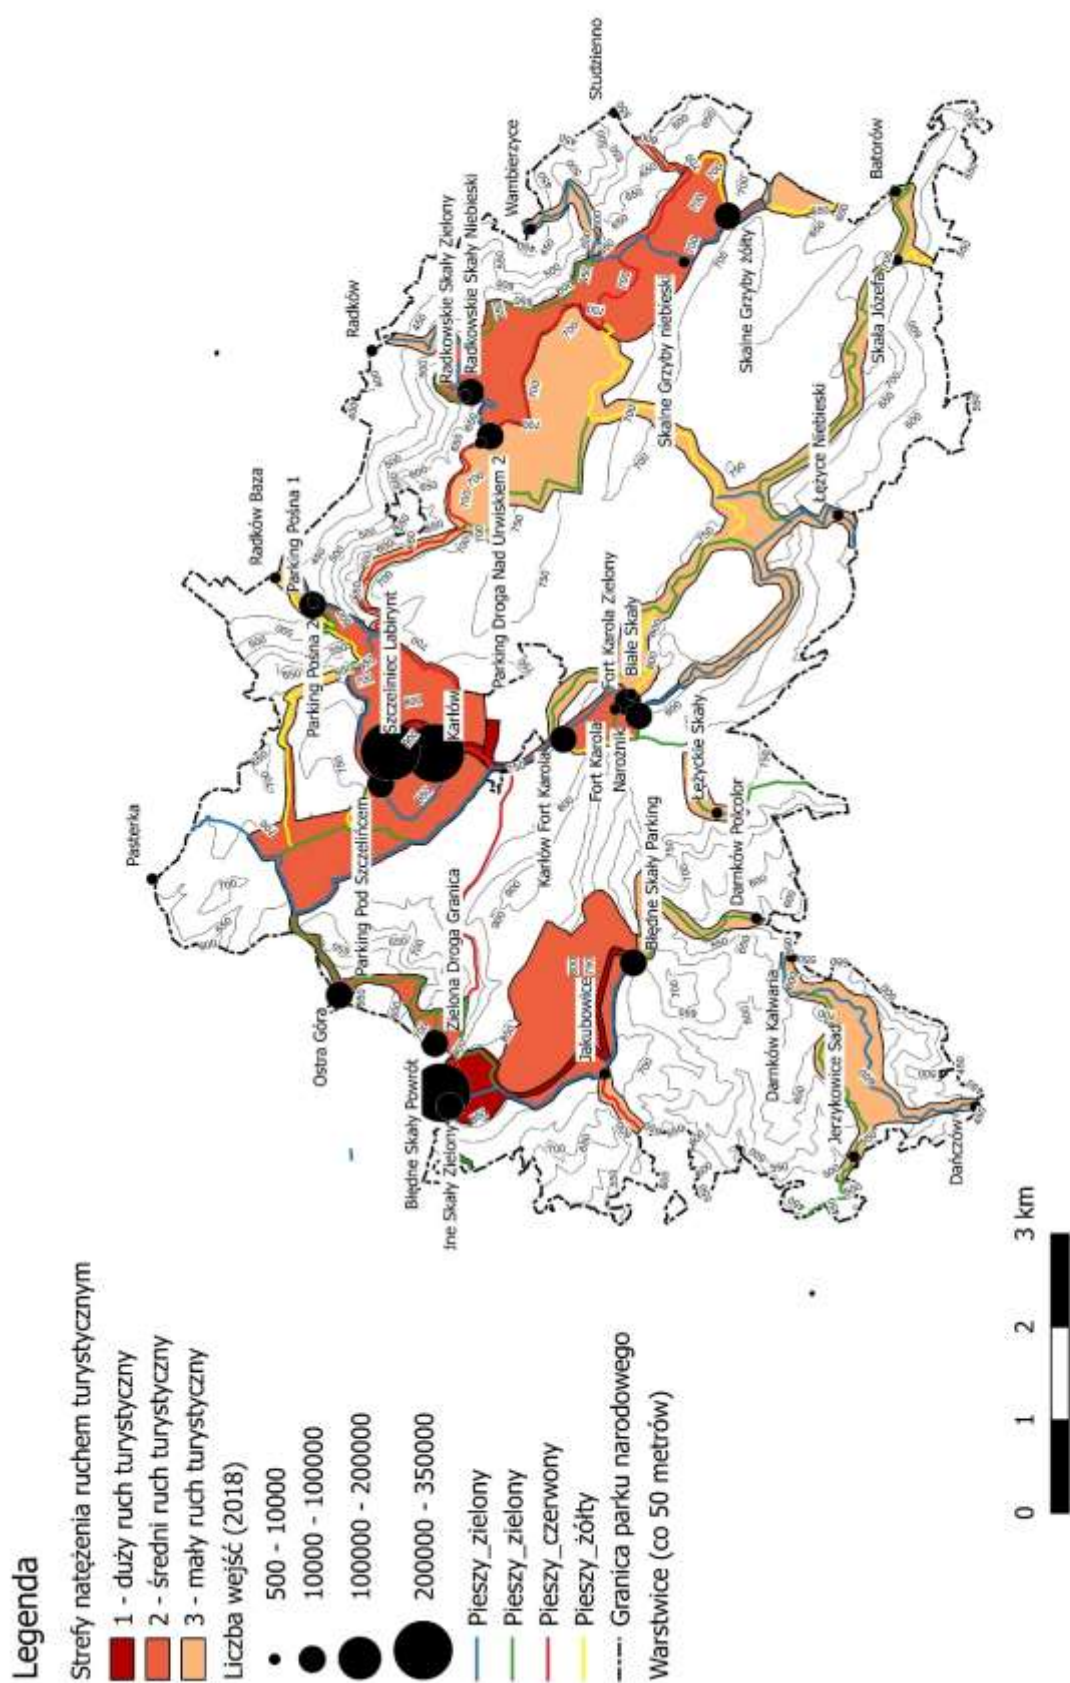 Legenda
Strefy natężenia ruchem turystycznym
1 - duży ruch turystyczny
2 - średni ruch turystyczny
3 - mały ruch turystyczny
Liczba wejść (2018)
500 - 10000
10000 - 100000
100000 - 200000
200000 - 350000
Pieszy_zielony
Pieszy_zielony
Pieszy_czerwony
Pieszy_żółty
Granica parku narodowego
Warstwice (co 50 metrów)
0 1 2 3 km
Pasterka
Ostra Góra
Parking Pod Szczelińcem
Zielona Droga Granica
Błędne Skały Powrót
ne Skały Zielony
Radków Baza
Parking Pośna 1
Parking Pośna 2
Szczeliniec Labirynt
Karłów
Radków
Radkowskie Skały Zielony
Radkowskie Skały Niebieski
Parking Droga Nad Urwiskiem 2
Wambierzyce
Studzienno
Karłów Fort Karola
Fort Karola
Fort Karola Zielony
Narożnik
Białe Skały
Skalne Grzyby niebieski
Skalne Grzyby żółty
Jakubowice
Błędne Skały Parking
Łężyckie Skały
Darnków Polcolor
Darnków Kalwaria
Jerzykowice Sad
Dańczów
Łężyce Niebieski
Skała Józefa
Batorów